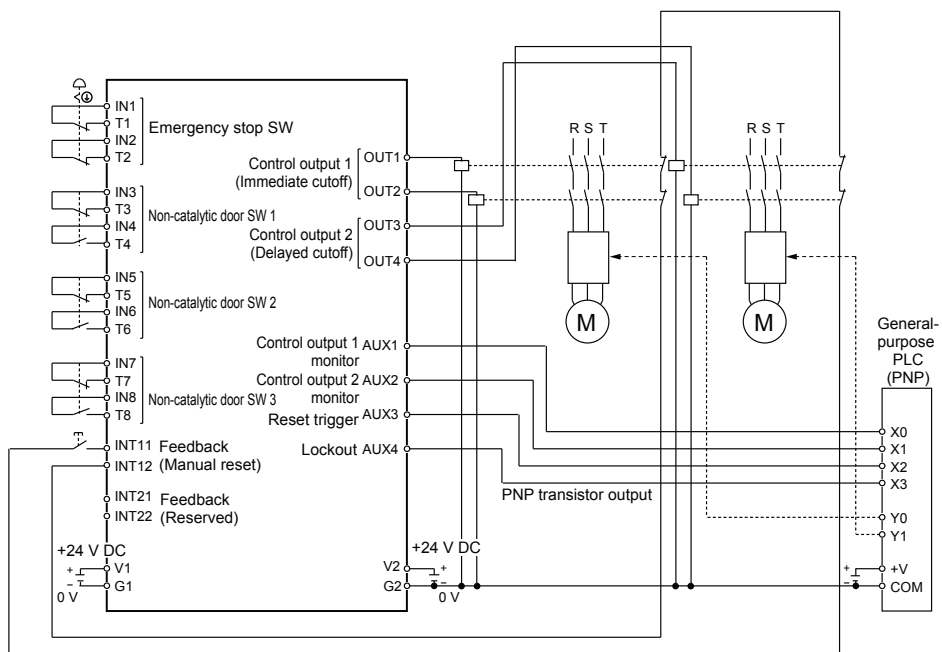 IN1
T1
IN2
T2
Emergency stop SW
IN3
T3
IN4
T4
Non-catalytic door SW 1
IN5
T5
IN6
T6
Non-catalytic door SW 2
IN7
T7
IN8
T8
Non-catalytic door SW 3
INT11
INT12
Feedback
(Manual reset)
INT21
INT22
Feedback
(Reserved)
+24 V DC
+
−
V1
G1
0 V
Control output 1
(Immediate cutoff)
OUT1
OUT2
Control output 2
(Delayed cutoff)
OUT3
OUT4
Control output 1
monitor
AUX1
Control output 2
monitor
AUX2
Reset trigger AUX3
Lockout AUX4
PNP transistor output
+24 V DC
V2
+
−
G2
0 V
R S T
M
R S T
M
General-
purpose
PLC
(PNP)
X0
X1
X2
X3
Y0
Y1
+
−
+V
COM